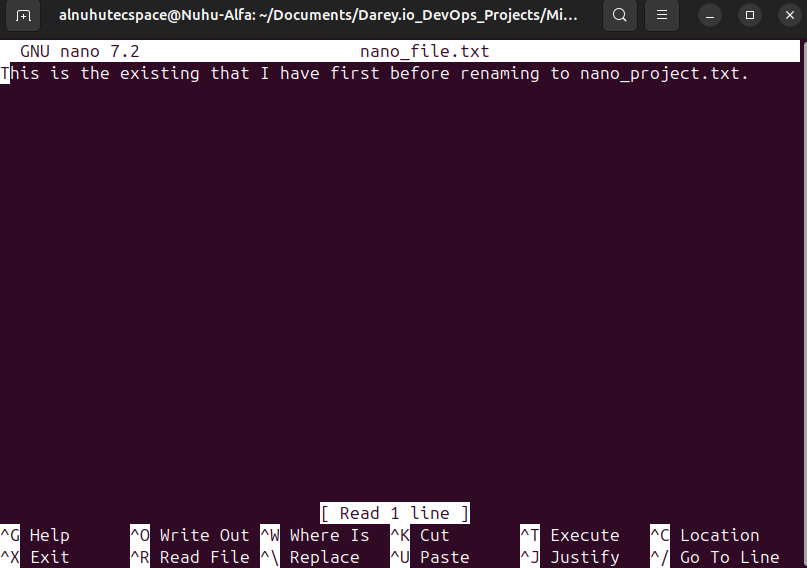 alnuhutecspace@Nuhu-Alfa: ~/Documents/Darey.io_DevOps_Projects/Mi...
GNU nano 7.2 nano_file.txt
This is the existing that I have first before renaming to nano_project.txt.
[ Read 1 line ]
^G Help ^O Write Out ^W Where Is ^K Cut ^T Execute ^C Location
^X Exit ^R Read File ^\ Replace ^U Paste ^J Justify ^/ Go To Line